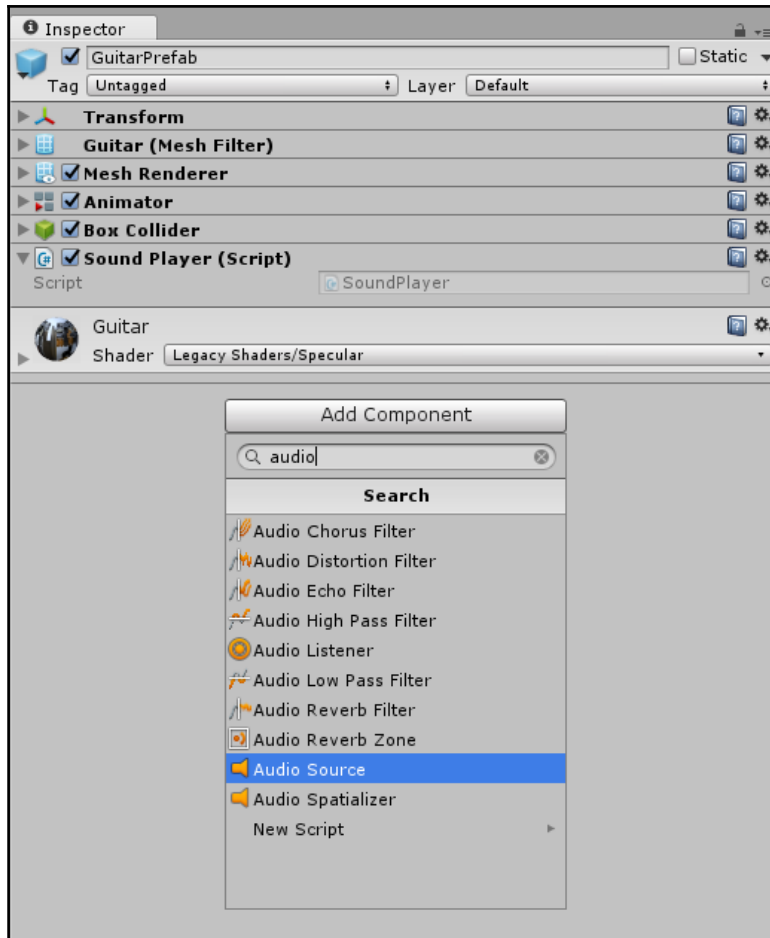 Inspector
GuitarPrefab Static
Tag Untagged Layer Default
Transform
Guitar (Mesh Filter)
Mesh Renderer
Animator
Box Collider
Sound Player (Script)
Script SoundPlayer
Guitar
Shader Legacy Shaders/Specular
Add Component
audio
Search
Audio Chorus Filter
Audio Distortion Filter
Audio Echo Filter
Audio High Pass Filter
Audio Listener
Audio Low Pass Filter
Audio Reverb Filter
Audio Reverb Zone
Audio Source
Audio Spatializer
New Script